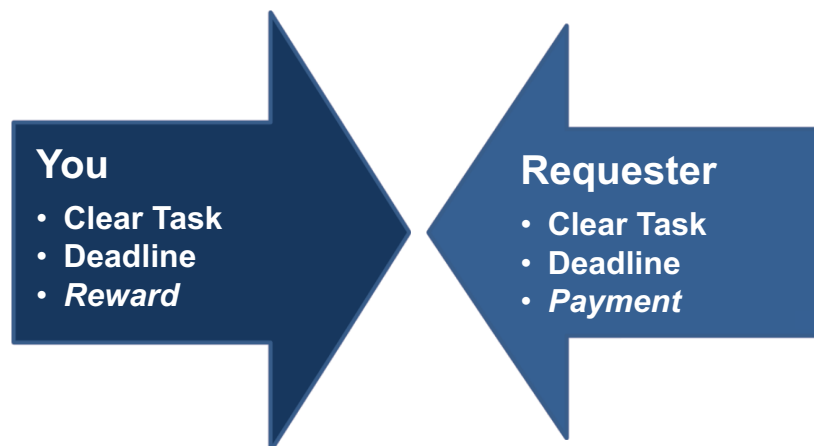 You
• Clear Task
• Deadline
• Reward
Requester
• Clear Task
• Deadline
• Payment